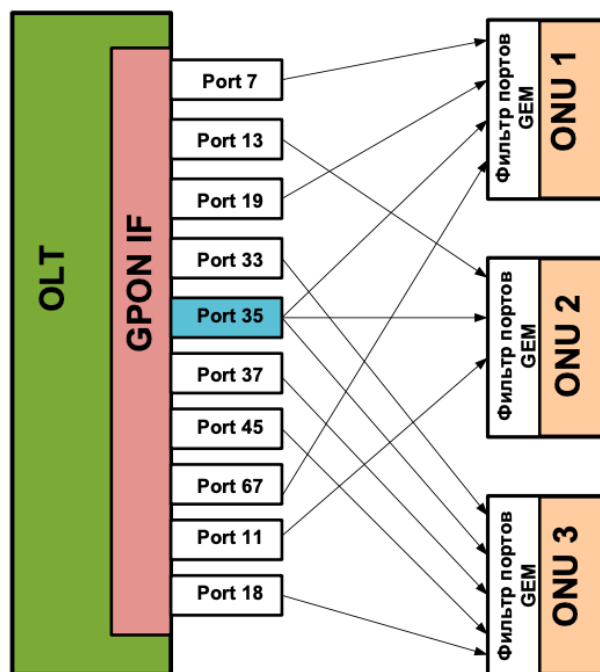 OLT
GPON IF
Port 7
Port 13
Port 19
Port 33
Port 35
Port 37
Port 45
Port 67
Port 11
Port 18
Фильтр портов
GEM
ONU 1
Фильтр портов
GEM
ONU 2
Фильтр портов
GEM
ONU 3